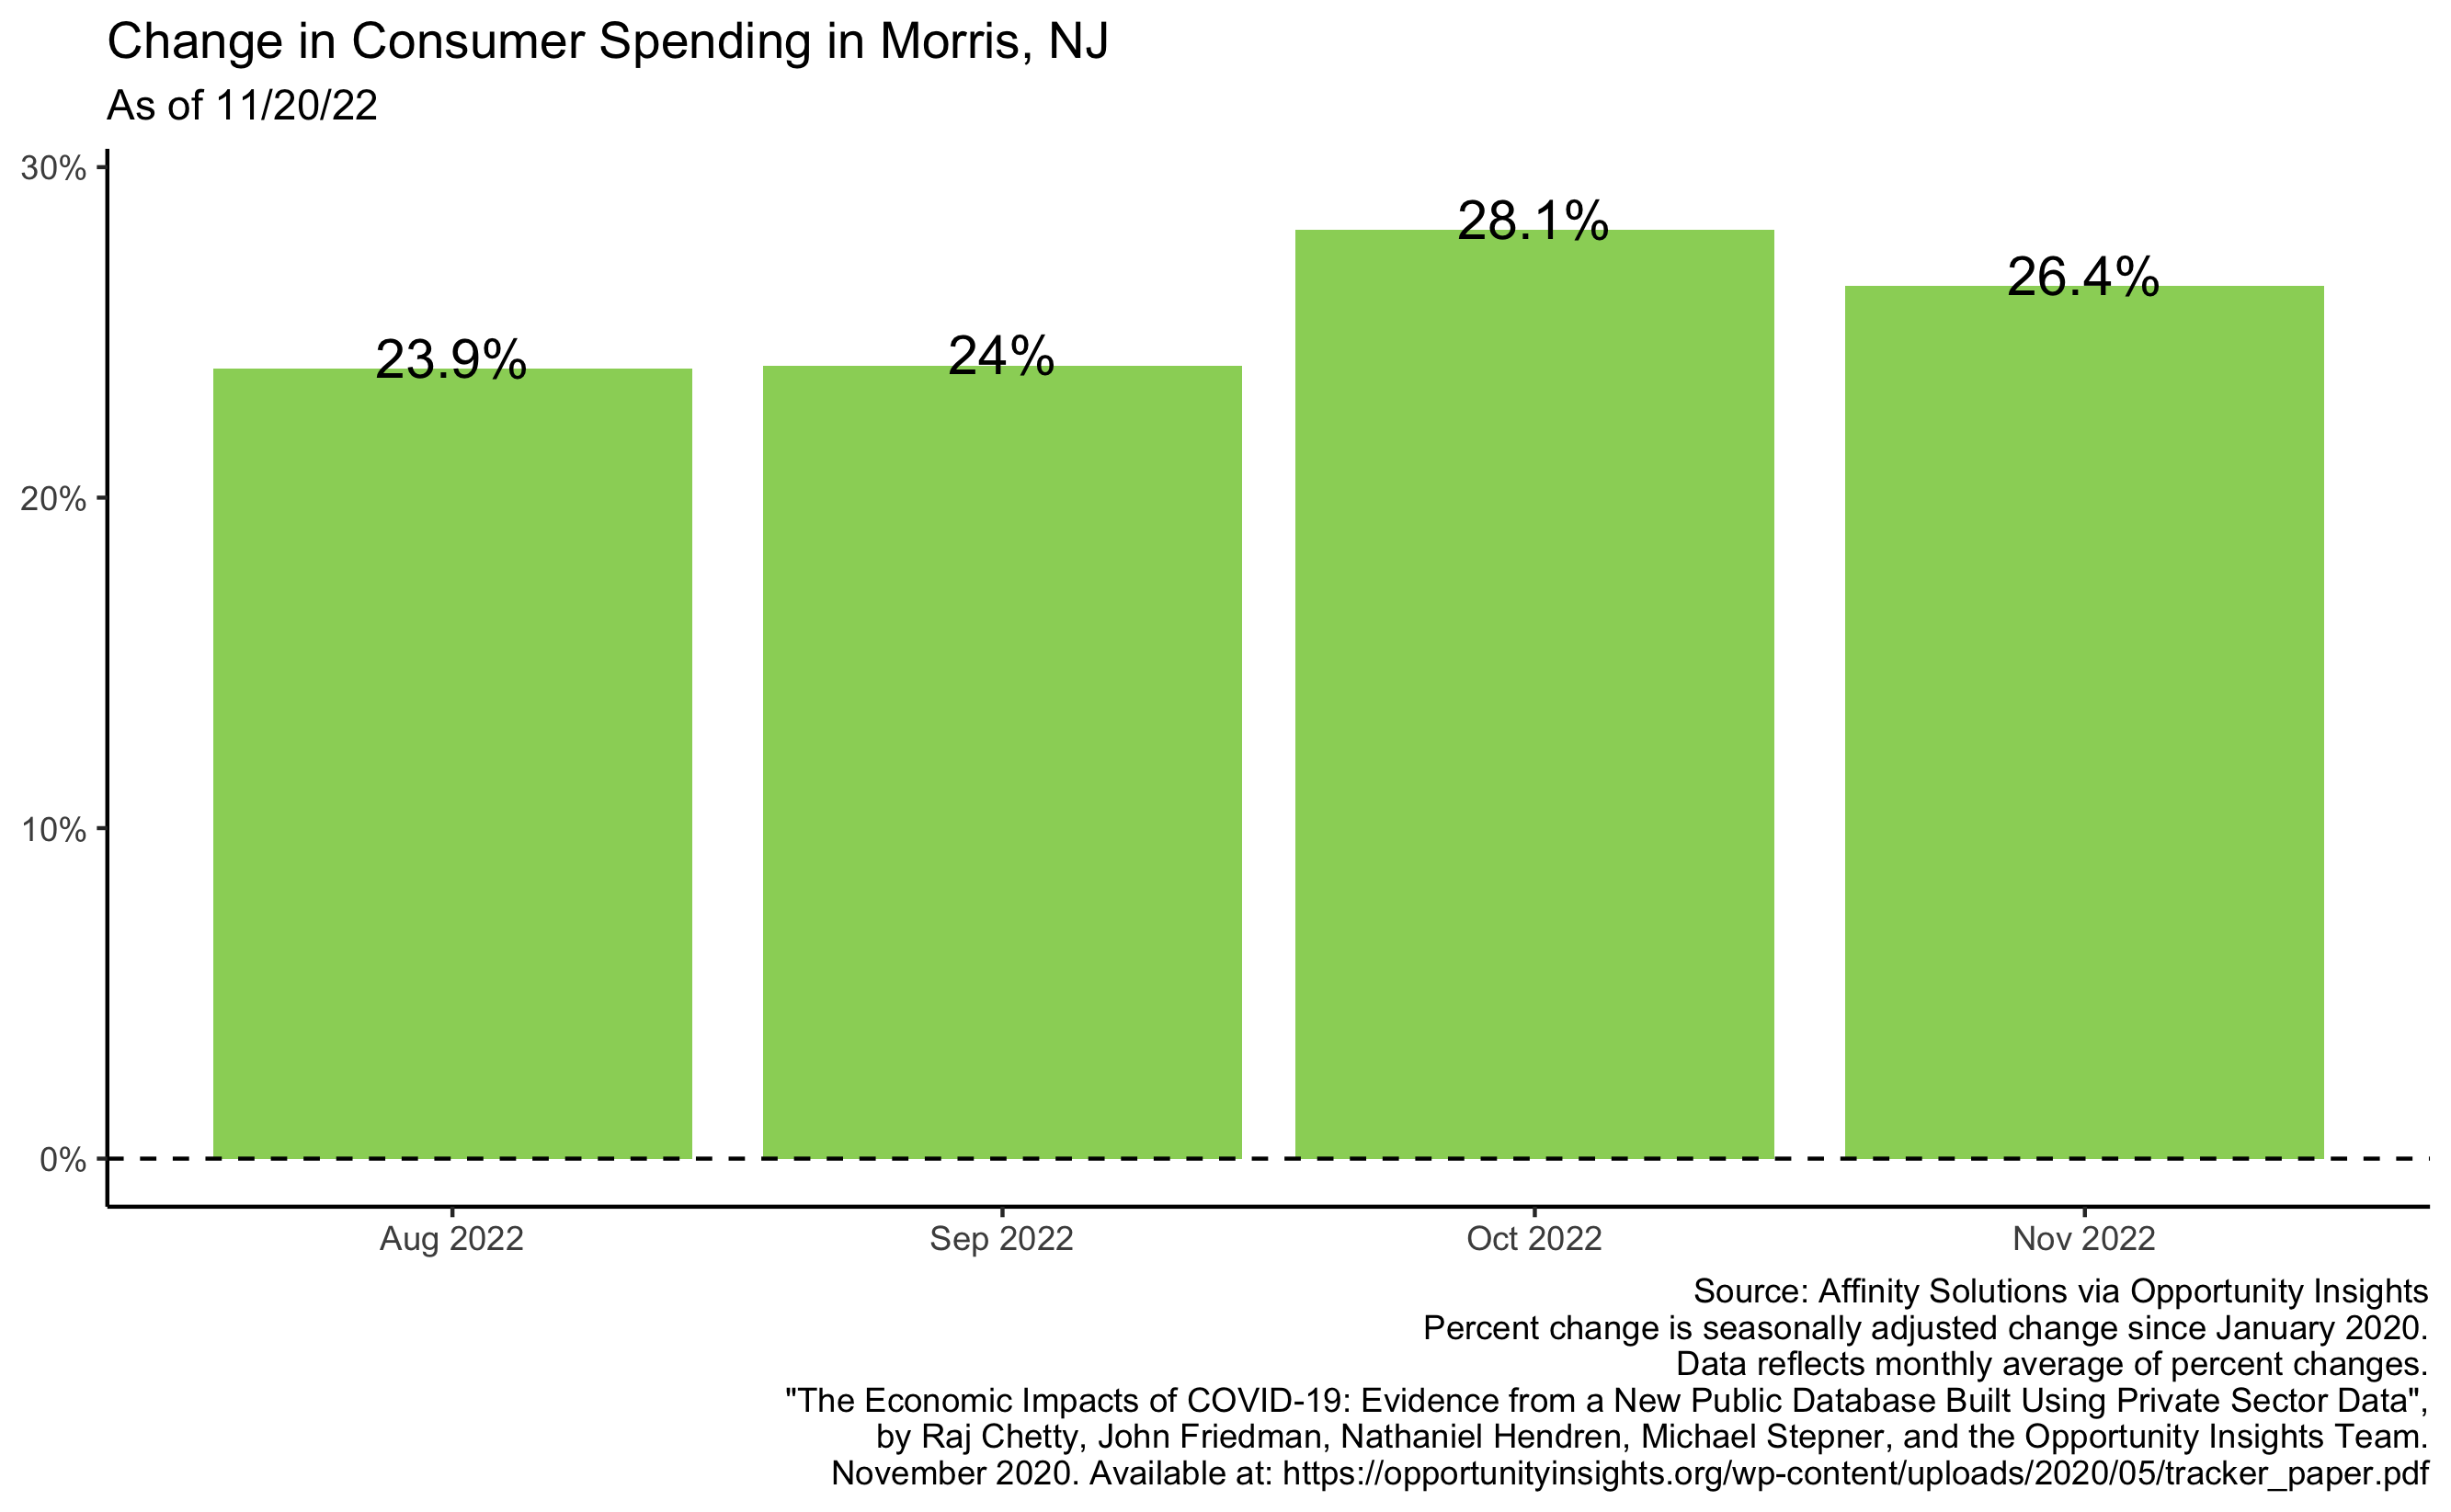 Change in Consumer Spending in Morris, NJ
As of 11/20/22
30%
20%
10%
0%
23.9%
24%
28.1%
26.4%
Aug 2022
Sep 2022
Oct 2022
Nov 2022
Source: Affinity Solutions via Opportunity Insights
Percent change is seasonally adjusted change since January 2020.
Data reflects monthly average of percent changes.
"The Economic Impacts of COVID-19: Evidence from a New Public Database Built Using Private Sector Data",
by Raj Chetty, John Friedman, Nathaniel Hendren, Michael Stepner, and the Opportunity Insights Team.
November 2020. Available at: https://opportunityinsights.org/wp-content/uploads/2020/05/tracker_paper.pdf